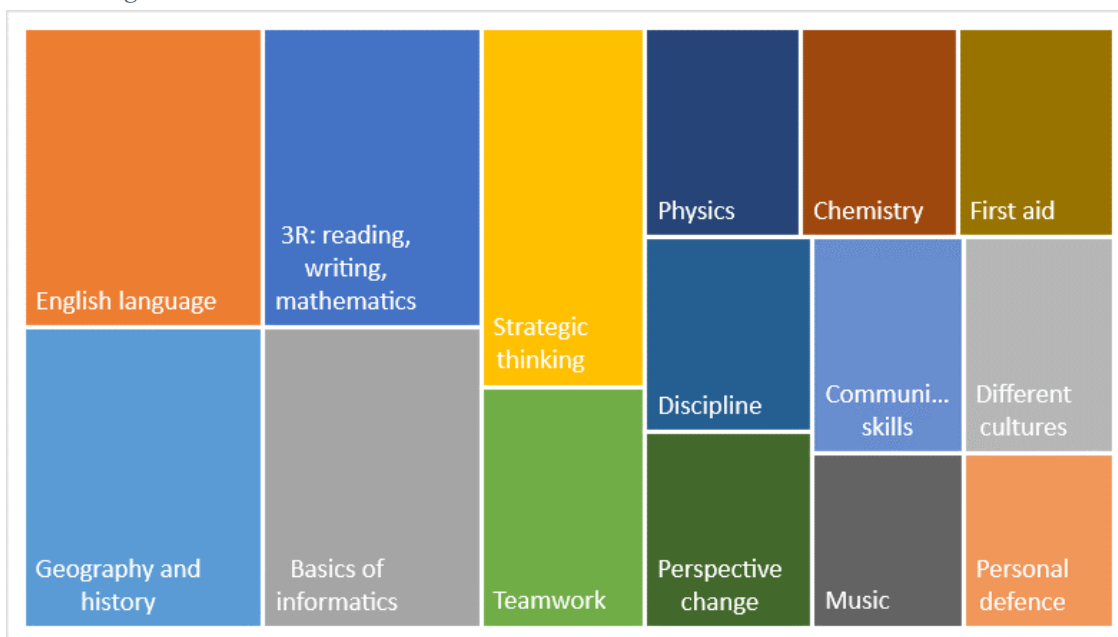 English language
3R: reading,
writing,
mathematics
Strategic
thinking
Physics
Chemistry
First aid
Geography and
history
Basics of
informatics
Teamwork
Discipline
Communi...
skills
Different
cultures
Perspective
change
Music
Personal
defence